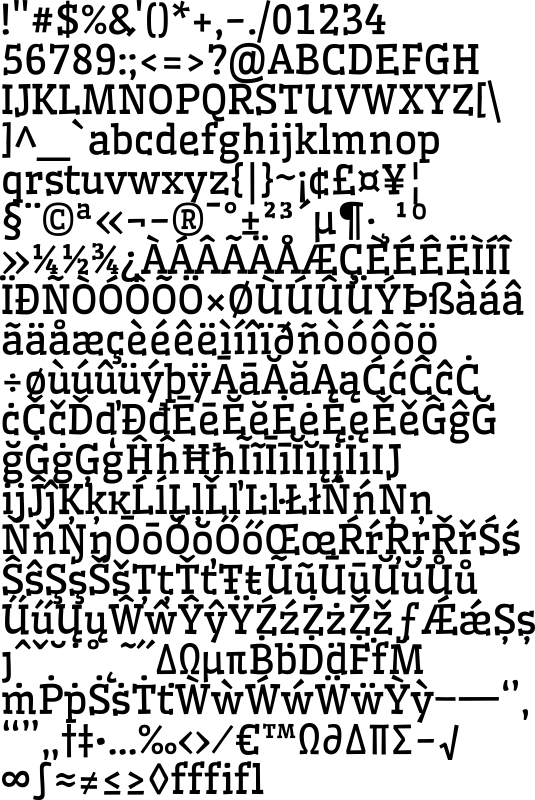 !"#$%&'()*+,-./01234
56789:;<=>?@ABCDEFGH
IJKLMNOPQRSTUVWXYZ[\
]^_`abcdefghijklmnop
qrstuvwxyz{|}~¡¢£¤¥¦
§¨©ª«¬-®¯°±²³´µ¶·¸¹º
»¼½¾¿ÀÁÂÃÄÅÆÇÈÉÊËÌÍÎ
ÏÐÑÒÓÔÕÖ×ØÙÚÛÜÝÞßàáâ
ãäåæçèéêëìíîïðñòóôõö
÷øùúûüýþÿĀāĂăĄąĆćĈĉĊ
ċČčĎďĐđĒēĔĕĖėĘęĚěĜĝĞ
ğĠġĢģĤĥĦħĨĩĪīĬĭĮįİıĲ
ĳĴĵĶķĸĹĺĻļĽľĿŀŁłŃńŅņ
ŇňŊŋŌōŎŏŐőŒœŔŕŖŗŘřŚś
ŜŝŞşŠšŢţŤťŦŧŨũŪūŬŭŮů
ŰűŲųŴŵŶŷŸŹźŻżŽžƒǼǽȘș
ȷˆˇ˘˙˚˛˜˝∆ΩμπḂḃḊḋḞḟṀ
ṁṖṗṠṡṪṫẀẁẂẃẄẅỲỳ–—‘’‚
“”„†‡•…‰‹›⁄€™Ω∂∆∏∑−√
∞∫≈≠≤≥◊fffiﬂ